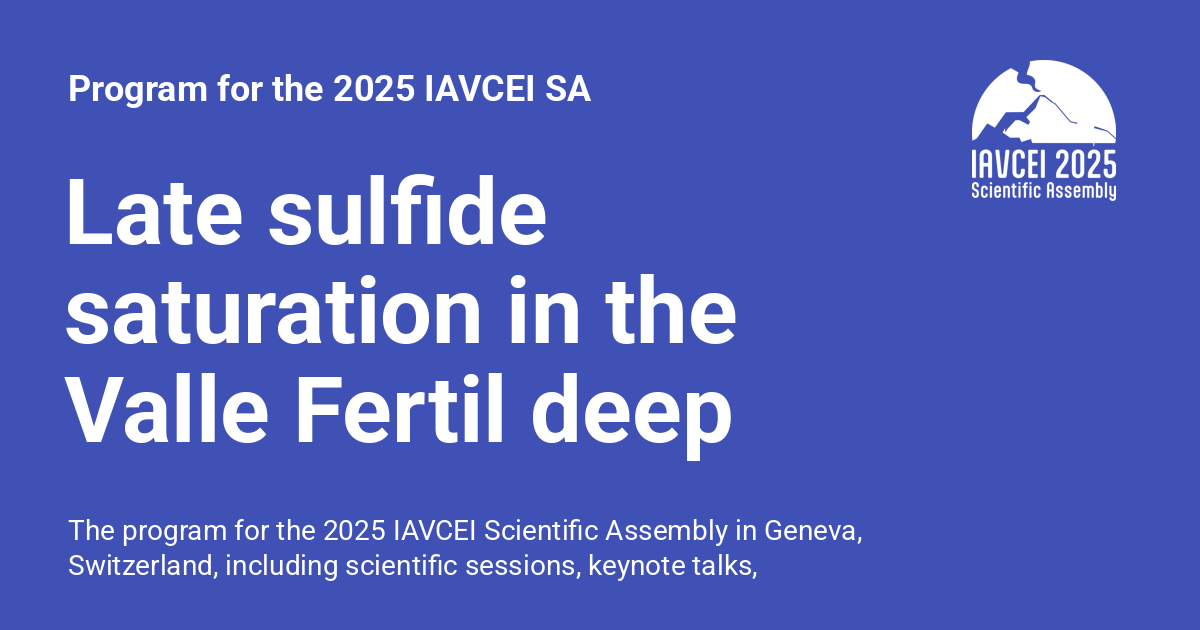 Program for the 2025 IAVCEI SA
IAVCEI 2025
Scientific Assembly
Late sulfide
saturation in the
Valle Fertil deep
The program for the 2025 IAVCEI Scientific Assembly in Geneva,
Switzerland, including scientific sessions, keynote talks,